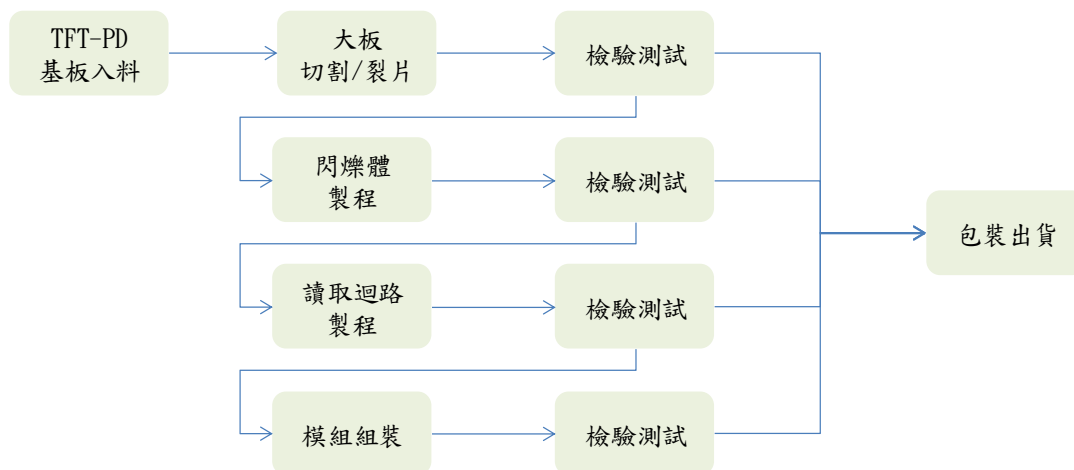 TFT-PD
基板入料
大板
切割/裂片
檢驗測試
閃爍體
製程
檢驗測試
包裝出貨
讀取迴路
製程
檢驗測試
模組組裝
檢驗測試